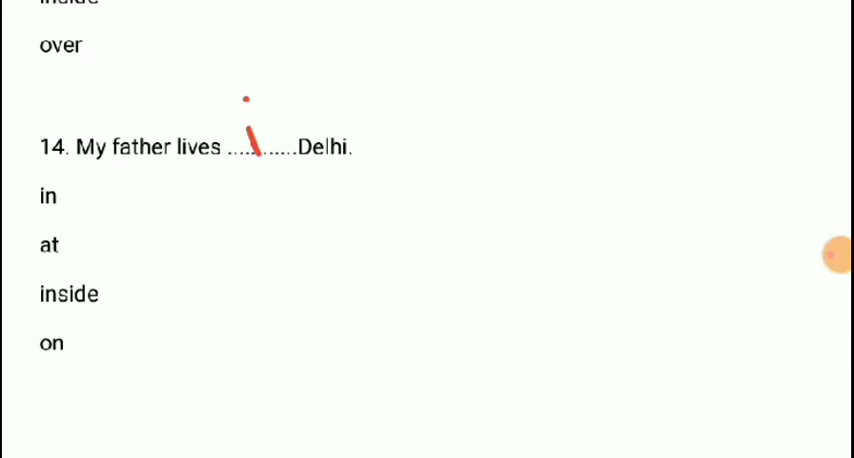 over
14. My father lives ............Delhi.
in
at
inside
on